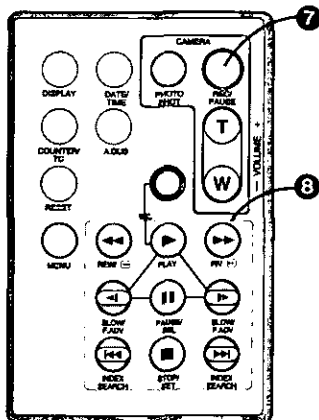 7
CAMERA
DISPLAY
DATE/
TIME
PHOTO
SHOT
REC/
PAUSE
COUNTER/
TC
A.DUB
T
W
– VOLUME +
RESET
8
MENU
REW
PLAY
FF
SLOW/
F.ADV
PAUSE/
SEL
SLOW/
F.ADV
INDEX
SEARCH
STOP/
SET
INDEX
SEARCH